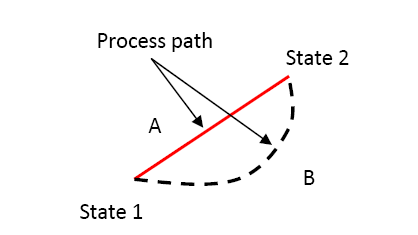 Process path
State 2
A
B
State 1